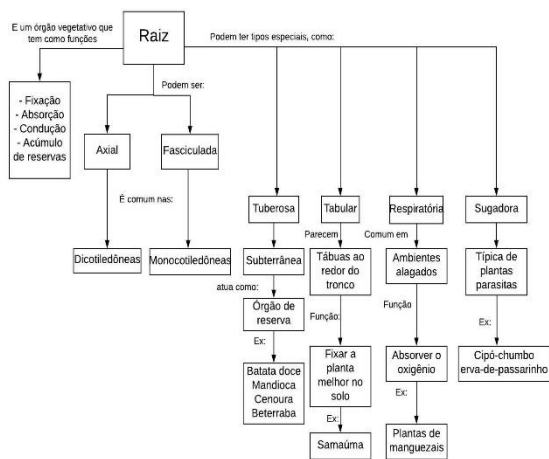 É um órgão vegetativo que
tem como funções
Raiz
Podem ter tipos especiais, como:
- Fixação
- Absorção
- Condução
- Acúmulo
de reservas
Podem ser:
Axial
Fasciculada
É comum nas:
Dicotiledôneas
Monocotiledôneas
Tuberosa
Tabular
Respiratória
Sugadora
Parecem
Comum em
Subterrânea
Tábuas ao
redor do
tronco
Ambientes
alagados
Típica de
plantas
parasitas
atua como:
Órgão de
reserva
Função:
Função
Ex:
Ex:
Batata doce
Mandioca
Cenoura
Beterraba
Fixar a
planta
melhor no
solo
Absorver o
oxigênio
Cipó-chumbo
erva-de-passarinho
Ex:
Ex:
Samaúma
Plantas de
manguezais